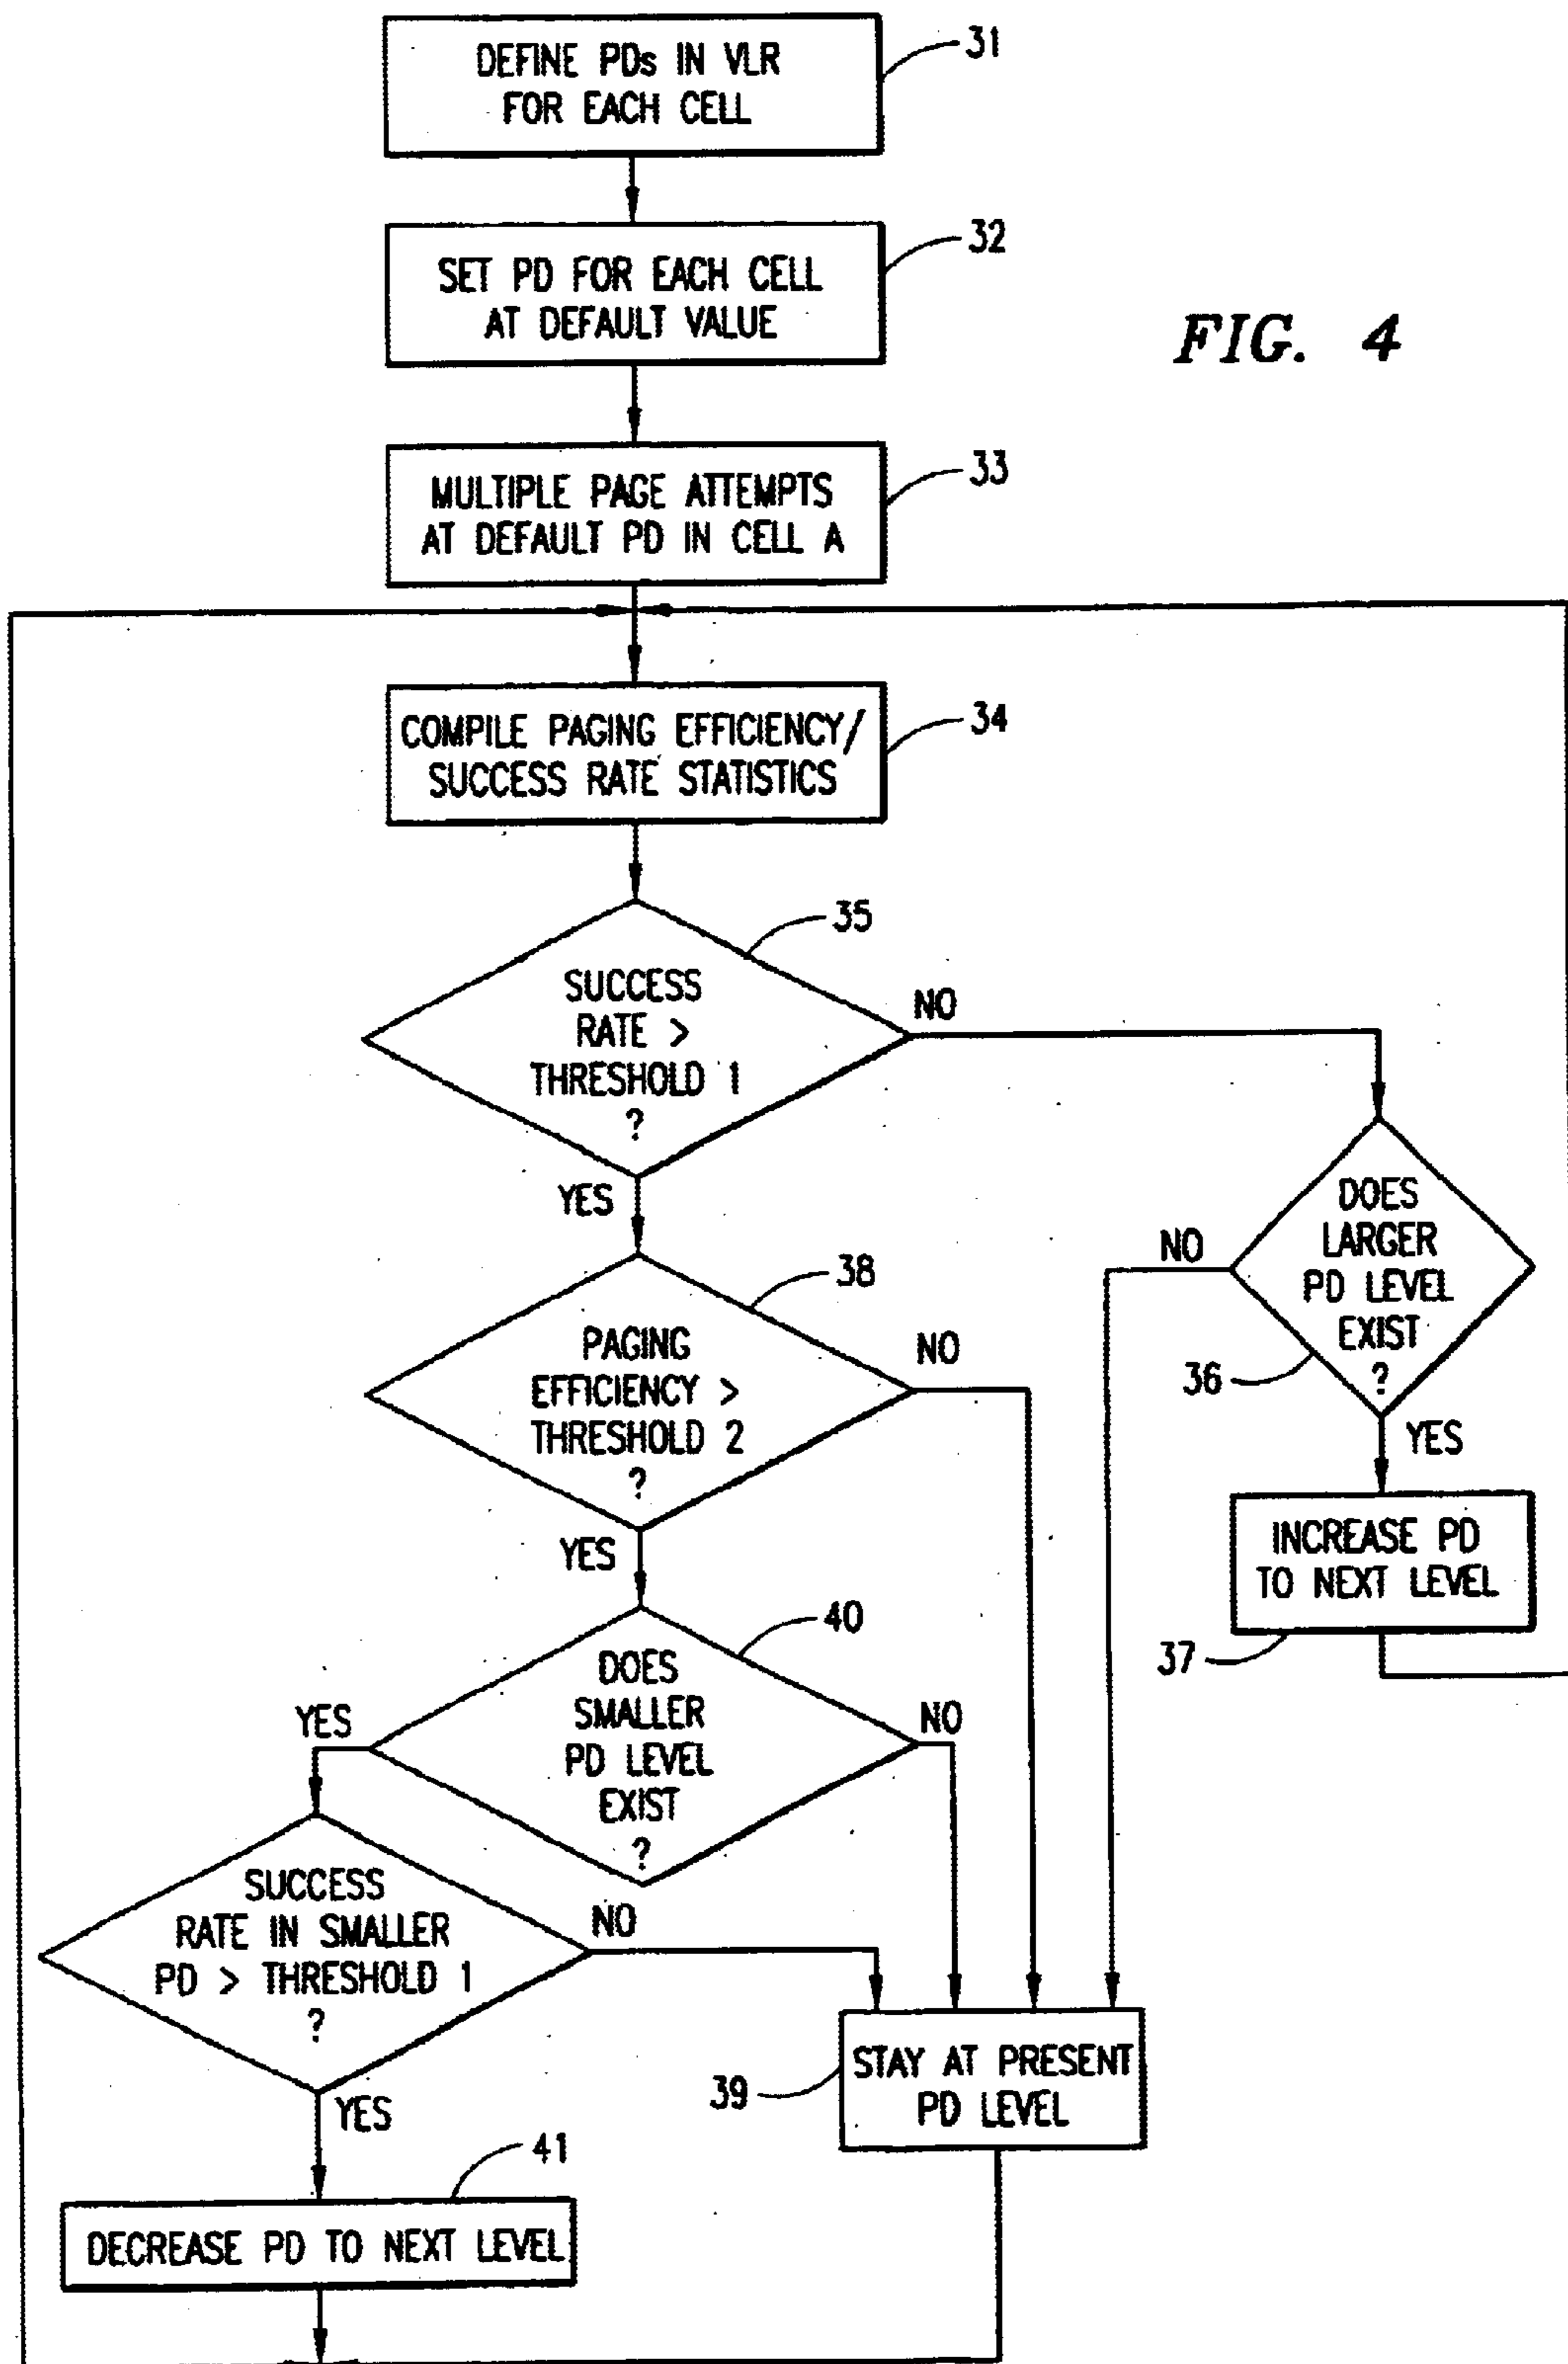 DEFINE PDs IN VLR
FOR EACH CELL
31
SET PD FOR EACH CELL
AT DEFAULT VALUE
32
FIG. 4
MULTIPLE PAGE ATTEMPTS
AT DEFAULT PD IN CELL A
33
COMPILE PAGING EFFICIENCY/
SUCCESS RATE STATISTICS
34
35
SUCCESS
RATE >
THRESHOLD 1
?
NO
YES
DOES
LARGER
PD LEVEL
EXIST
?
NO
36
YES
INCREASE PD
TO NEXT LEVEL
37
38
PAGING
EFFICIENCY >
THRESHOLD 2
?
NO
YES
40
DOES
SMALLER
PD LEVEL
EXIST
?
YES
NO
SUCCESS
RATE IN SMALLER
PD > THRESHOLD 1
?
NO
YES
STAY AT PRESENT
PD LEVEL
39
41
DECREASE PD TO NEXT LEVEL